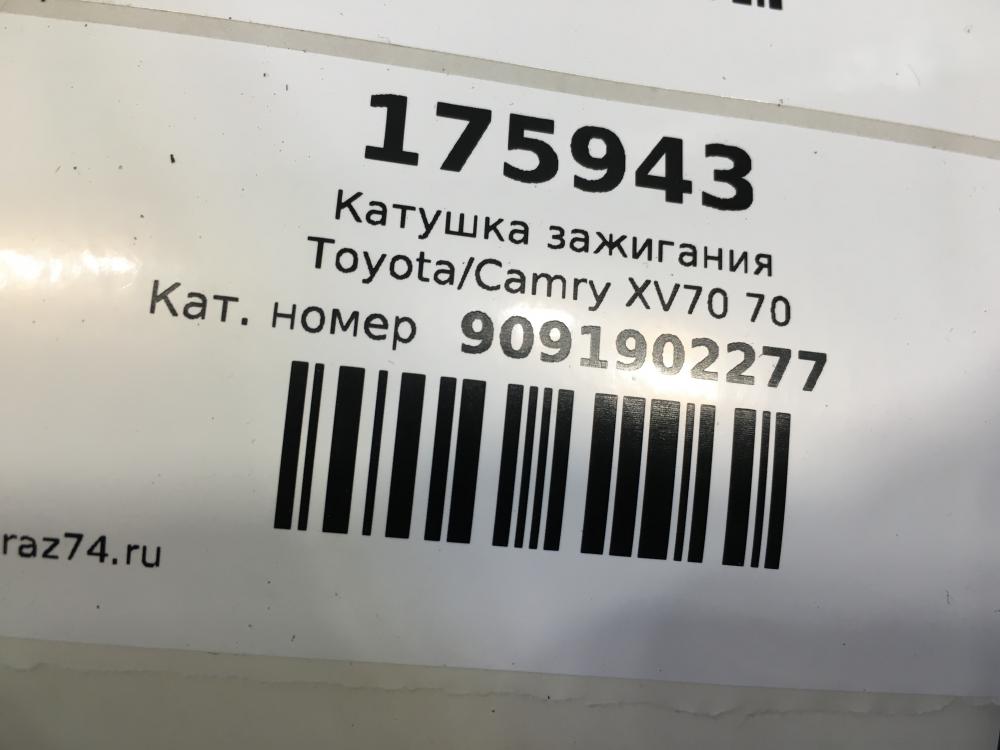 175943
Катушка зажигания
Toyota/Camry XV70 70
Кат. номер 9091902277
raz74.ru